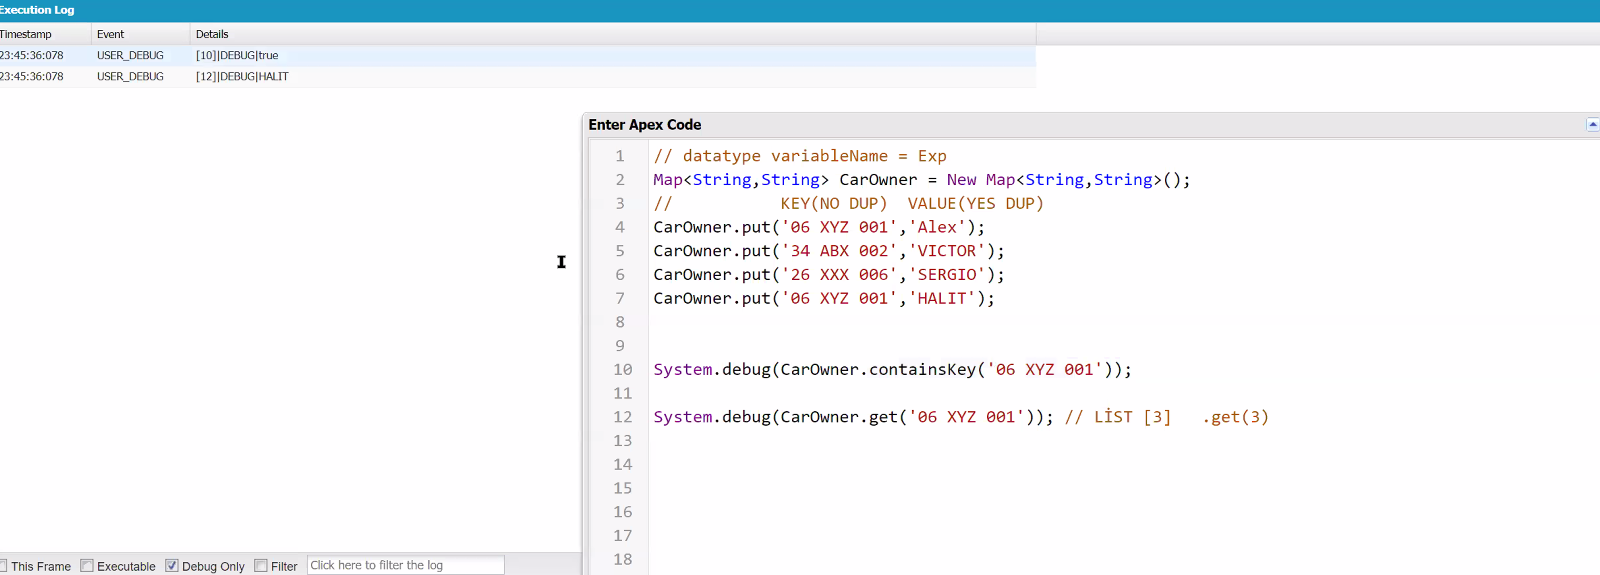 Execution Log
Timestamp Event Details
23:45:36:078 USER_DEBUG [10]|DEBUG|true
23:45:36:078 USER_DEBUG [12]|DEBUG|HALIT
Enter Apex Code
1 // datatype variableName = Exp
2 Map<String,String> CarOwner = New Map<String,String>();
3 // KEY(NO DUP) VALUE(YES DUP)
4 CarOwner.put('06 XYZ 001','Alex');
5 CarOwner.put('34 ABX 002','VICTOR');
6 CarOwner.put('26 XXX 006','SERGIO');
7 CarOwner.put('06 XYZ 001','HALIT');
8
9
10 System.debug(CarOwner.containsKey('06 XYZ 001'));
11
12 System.debug(CarOwner.get('06 XYZ 001')); // LİST [3] .get(3)
13
14
15
16
17
18
This Frame Executable Debug Only Filter Click here to filter the log